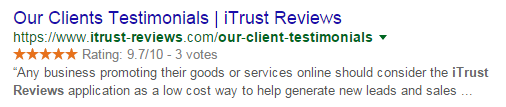 Our Clients Testimonials | iTrust Reviews
https://www.itrust-reviews.com/our-client-testimonials
Rating: 9.7/10 - 3 votes
“Any business promoting their goods or services online should consider the iTrust
Reviews application as a low cost way to help generate new leads and sales ...